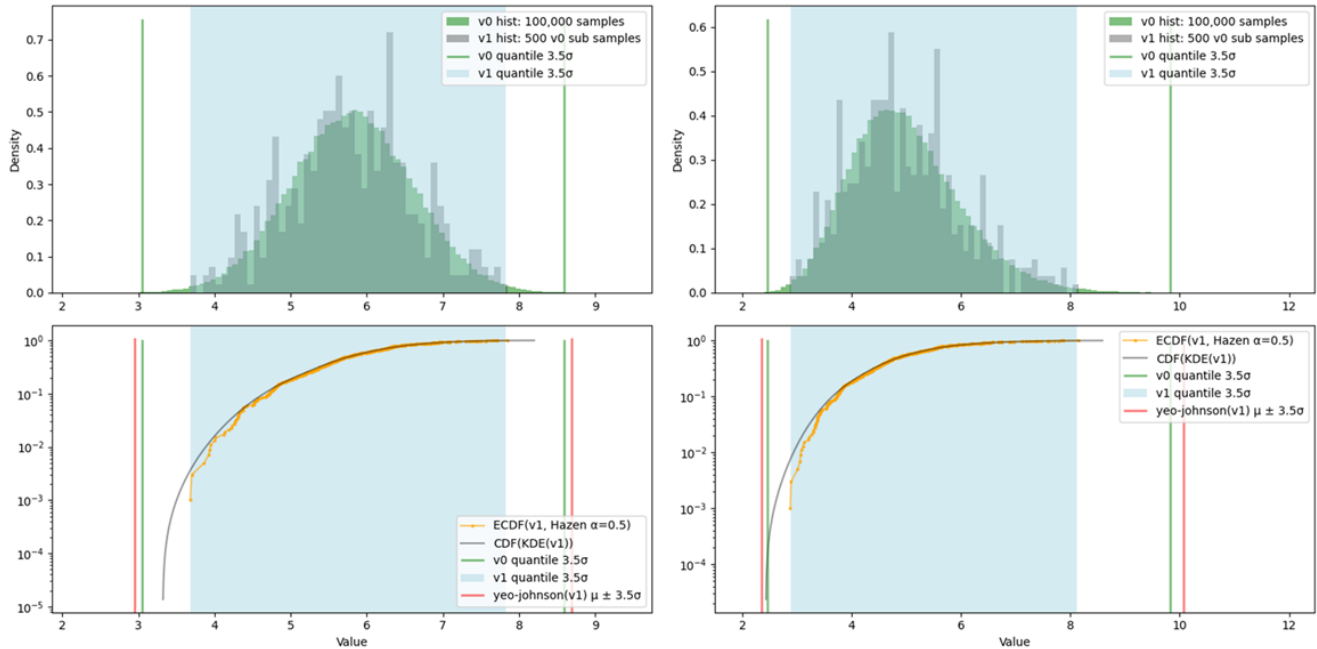 v0 hist: 100,000 samples
v1 hist: 500 v0 sub samples
v0 quantile 3.5σ
v1 quantile 3.5σ
Density
0.7
0.6
0.5
0.4
0.3
0.2
0.1
0.0
2 3 4 5 6 7 8 9
v0 hist: 100,000 samples
v1 hist: 500 v0 sub samples
v0 quantile 3.5σ
v1 quantile 3.5σ
Density
0.6
0.5
0.4
0.3
0.2
0.1
0.0
2 4 6 8 10 12
10⁰
10⁻¹
10⁻²
10⁻³
10⁻⁴
10⁻⁵
ECDF(v1, Hazen α=0.5)
CDF(KDE(v1))
v0 quantile 3.5σ
v1 quantile 3.5σ
yeo-johnson(v1) μ ± 3.5σ
2 3 4 5 6 7 8 9
Value
10⁰
10⁻¹
10⁻²
10⁻³
10⁻⁴
ECDF(v1, Hazen α=0.5)
CDF(KDE(v1))
v0 quantile 3.5σ
v1 quantile 3.5σ
yeo-johnson(v1) μ ± 3.5σ
2 4 6 8 10 12
Value